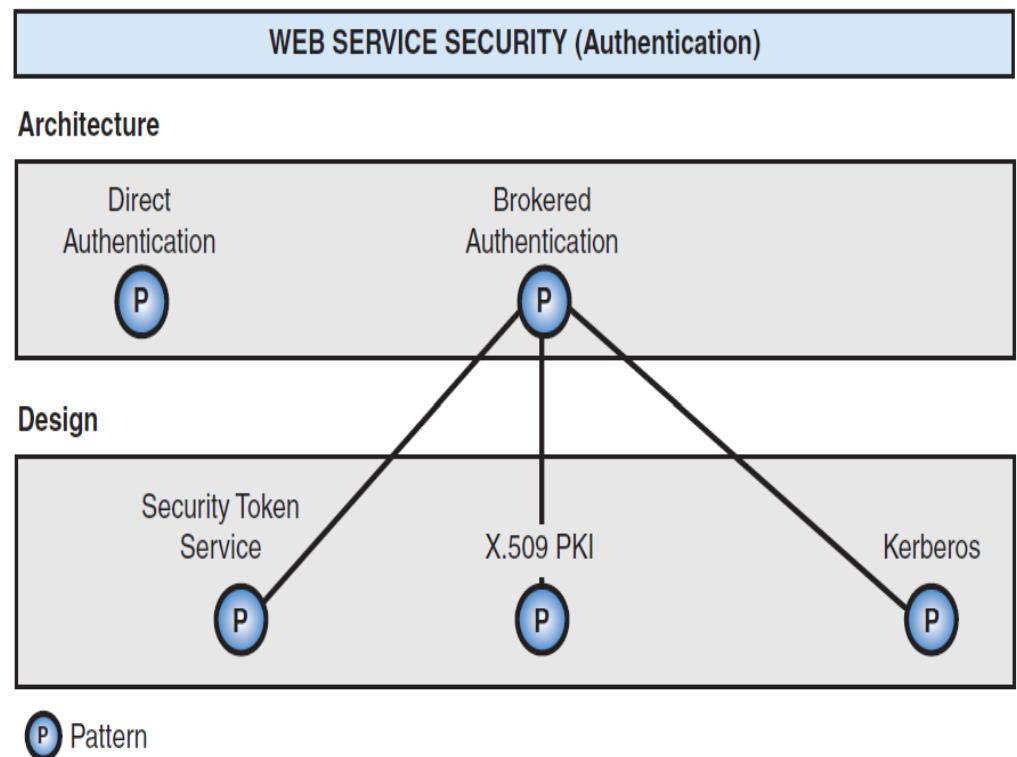 WEB SERVICE SECURITY (Authentication)
Architecture
Direct
Authentication
P
Brokered
Authentication
P
Design
Security Token
Service
P
X.509 PKI
P
Kerberos
P
P Pattern